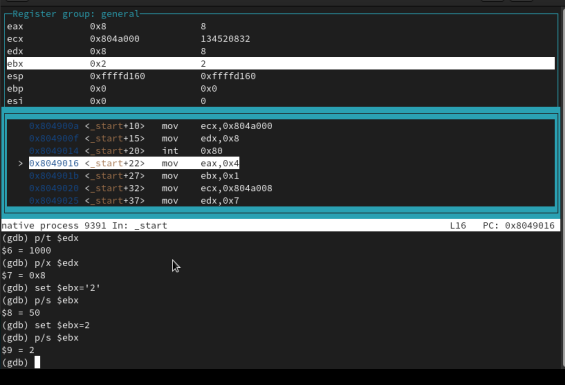 Register group: general
eax 0x8 8
ecx 0x804a000 134520832
edx 0x8 8
ebx 0x2 2
esp 0xffffd160 0xffffd160
ebp 0x0 0x0
esi 0x0 0
0x804900a <_start+10> mov ecx,0x804a000
0x804900f <_start+15> mov edx,0x8
0x8049014 <_start+20> int 0x80
> 0x8049016 <_start+22> mov eax,0x4
0x804901b <_start+27> mov ebx,0x1
0x8049020 <_start+32> mov ecx,0x804a008
0x8049025 <_start+37> mov edx,0x7
native process 9391 In: _start L16 PC: 0x8049016
(gdb) p/t $edx
$6 = 1000
(gdb) p/x $edx
$7 = 0x8
(gdb) set $ebx='2'
(gdb) p/s $ebx
$8 = 50
(gdb) set $ebx=2
(gdb) p/s $ebx
$9 = 2
(gdb)